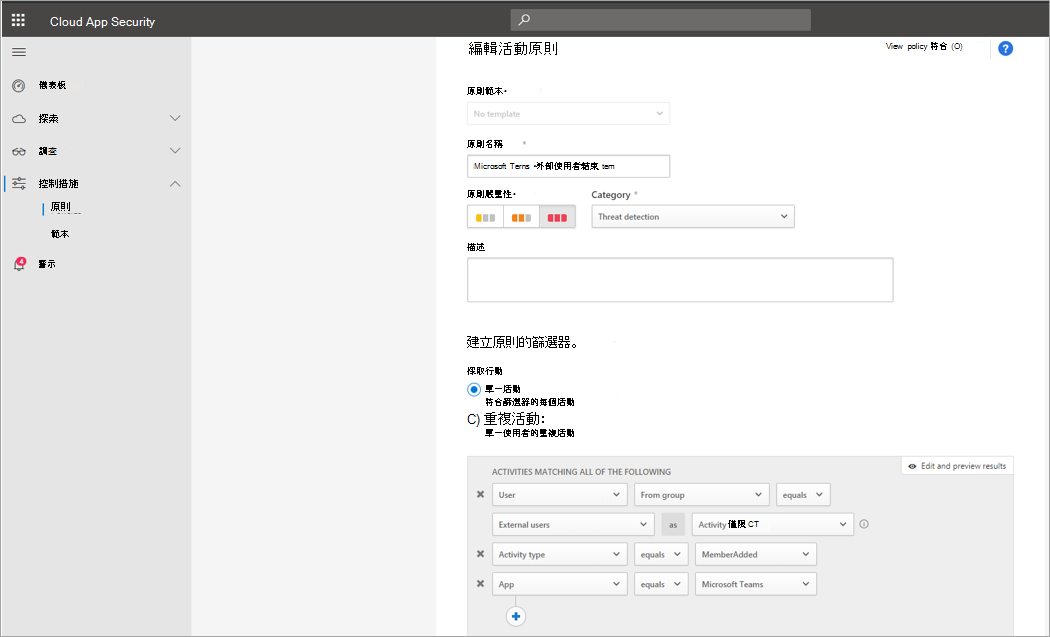 Cloud App Security
編輯活動原則
View policy 符合 (O)
?
儀表板
探索
調查
控制措施
原則
範本
4
警示
原則範本*
No template
原則名稱 *
Microsoft Terns -外部使用者結束 tem
原則嚴重性*
Category *
Threat detection
描述
建立原則的篩選器。
採取行動
單一活動
符合篩選器的每個活動
C) 重複活動:
單一使用者的重複活動
ACTIVITIES MATCHING ALL OF THE FOLLOWING
Edit and preview results
User From group equals
External users as Activity 僅限 CT
Activity type equals MemberAdded
App equals Microsoft Teams